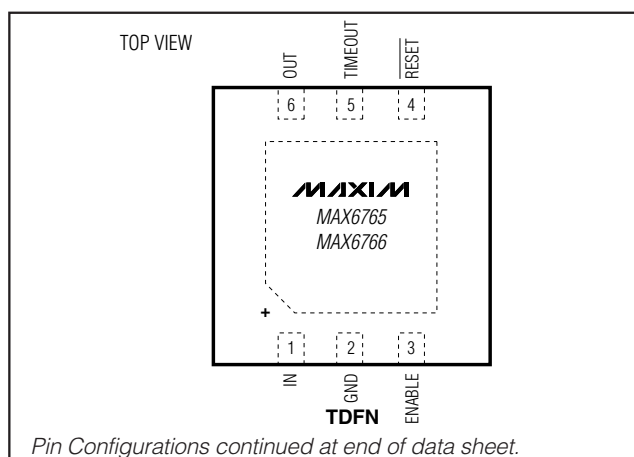 TOP VIEW
OUT
TIMEOUT
RESET
6
5
4
MAXIM
MAX6765
MAX6766
+
1
2
3
IN
GND
ENABLE
TDFN
Pin Configurations continued at end of data sheet.